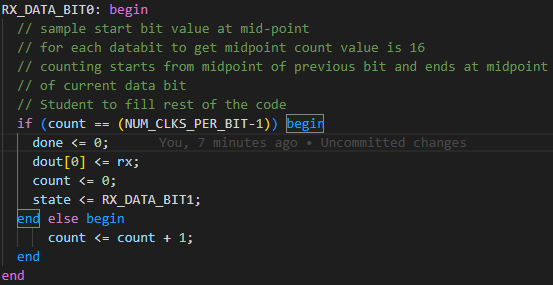 RX_DATA_BIT0: begin
// sample start bit value at mid-point
// for each databit to get midpoint count value is 16
// counting starts from midpoint of previous bit and ends at midpoint
// of current data bit
// Student to fill rest of the code
if (count == (NUM_CLKS_PER_BIT-1)) begin
done <= 0; You, 7 minutes ago • Uncommitted changes
dout[0] <= rx;
count <= 0;
state <= RX_DATA_BIT1;
end else begin
count <= count + 1;
end
end